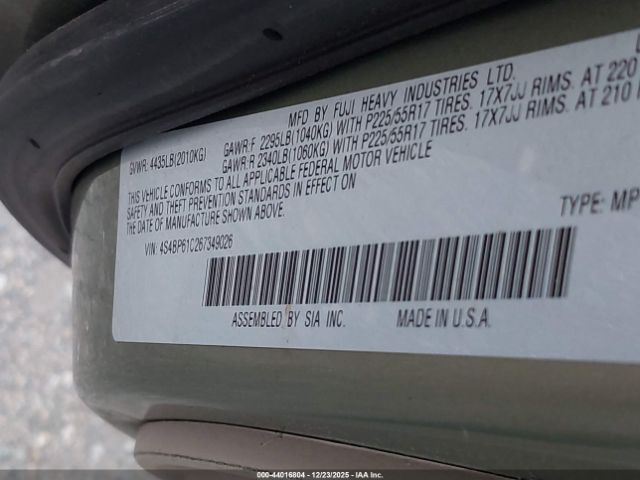 MFD BY FUJI HEAVY INDUSTRIES LTD.
GVWR: 4435LB(2010KG)
GAWR:F 2295LB(1040KG) WITH P225/55R17 TIRES. 17X7JJ RIMS. AT 220
GAWR:R 2340LB(1060KG) WITH P225/55R17 TIRES. 17X7JJ RIMS. AT 210
THIS VEHICLE CONFORMS TO ALL APPLICABLE FEDERAL MOTOR VEHICLE
SAFETY AND THEFT PREVENTION STANDARDS IN EFFECT ON
THE DATE OF MANUFACTURE SHOWN ABOVE.
VIN: 4S4BP61C267349026
TYPE: MP
ASSEMBLED BY SIA INC. MADE IN U.S.A.
000-44016804 - 12/23/2025 - IAA Inc.